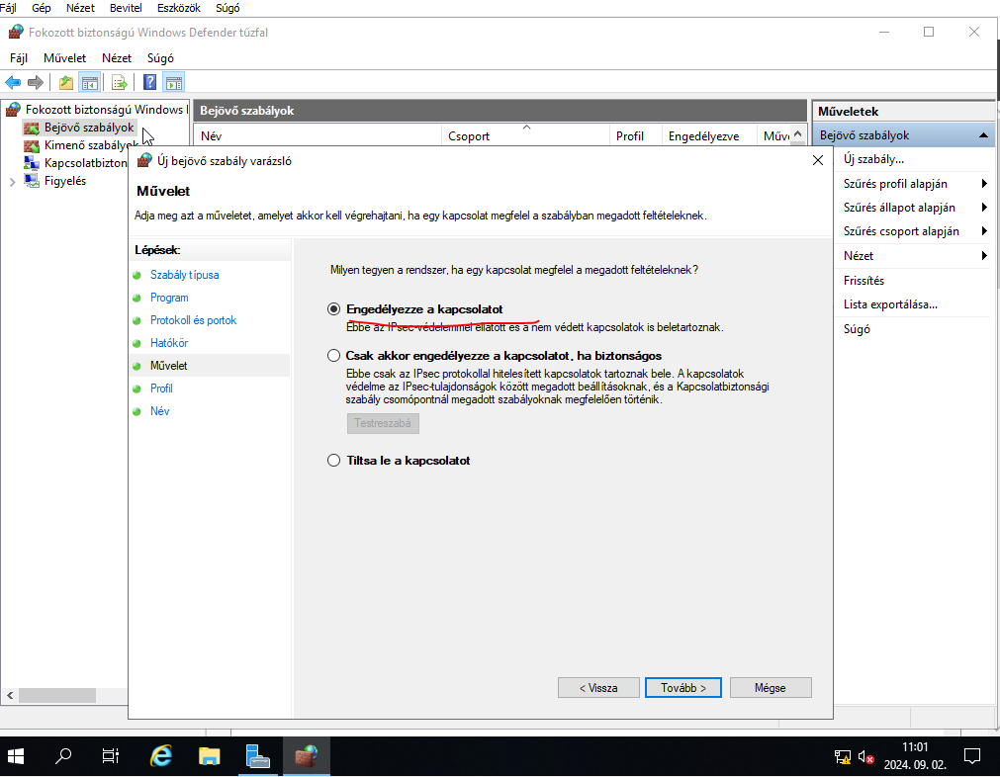 Fájl Gép Nézet Bevitel Eszközök Súgó
Fokozott biztonságú Windows Defender tűzfal
Fájl Művelet Nézet Súgó
Fokozott biztonságú Windows
Bejövő szabályok
Kimenő szabályok
Kapcsolatbizton
Figyelés
Bejövő szabályok
Név Csoport Profil Engedélyezve Műve
Műveletek
Bejövő szabályok
Új szabály...
Szűrés profil alapján
Szűrés állapot alapján
Szűrés csoport alapján
Nézet
Frissítés
Lista exportálása...
Súgó
Új bejövő szabály varázsló
Művelet
Adja meg azt a műveletet, amelyet akkor kell végrehajtani, ha egy kapcsolat megfelel a szabályban megadott feltételeknek.
Lépések:
Szabály típusa
Program
Protokoll és portok
Hatókör
Művelet
Profil
Név
Milyen tegyen a rendszer, ha egy kapcsolat megfelel a megadott feltételeknek?
Engedélyezze a kapcsolatot
Ebbe az IPsec-védelemmel ellátott és a nem védett kapcsolatok is beletartoznak.
Csak akkor engedélyezze a kapcsolatot, ha biztonságos
Ebbe csak az IPsec protokollal hitelesített kapcsolatok tartoznak bele. A kapcsolatok
védelme az IPsec-tulajdonságok között megadott beállításoknak, és a Kapcsolatbiztonsági
szabály csomópontnál megadott szabályoknak megfelelően történik.
Testreszabá
Tiltsa le a kapcsolatot
< Vissza Tovább > Mégse
11:01
2024. 09. 02.